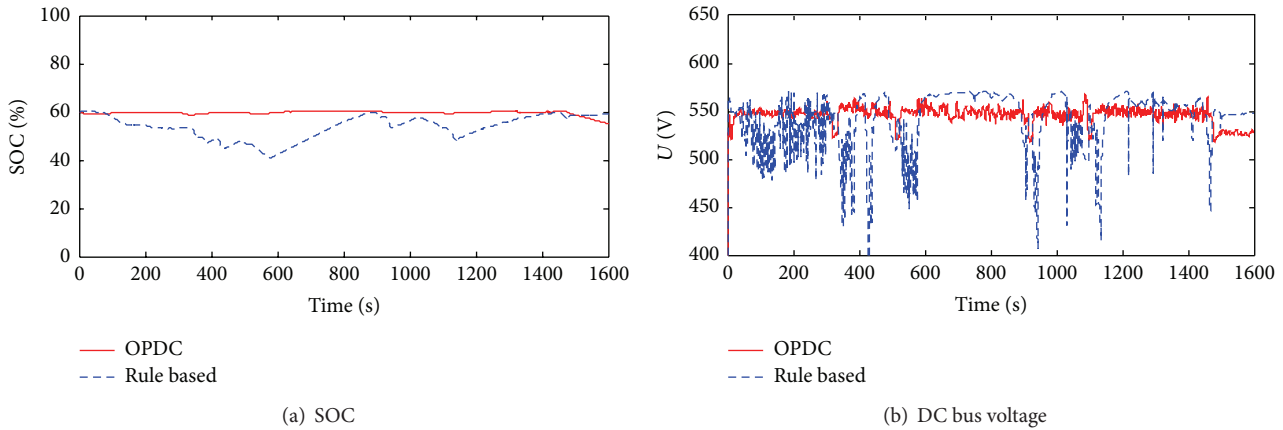 100
80
60
40
20
0
SOC (%)
0 200 400 600 800 1000 1200 1400 1600
Time (s)
OPDC
Rule based
(a) SOC
650
600
550
500
450
400
U (V)
0 200 400 600 800 1000 1200 1400 1600
Time (s)
OPDC
Rule based
(b) DC bus voltage